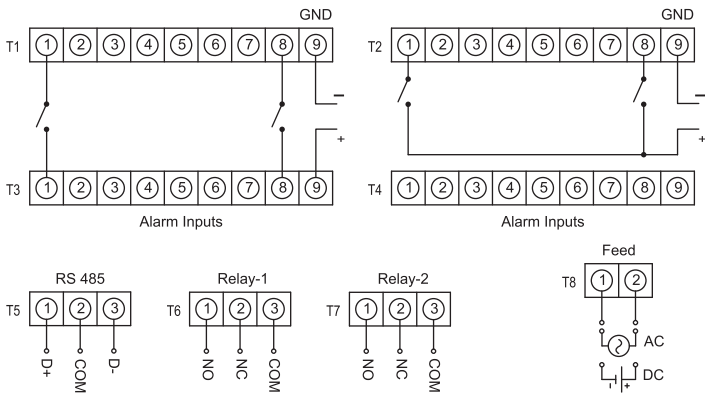 GND GND
T1 1 2 3 4 5 6 7 8 9 T2 1 2 3 4 5 6 7 8 9
− −
+ +
T3 1 2 3 4 5 6 7 8 9 T4 1 2 3 4 5 6 7 8 9
Alarm Inputs Alarm Inputs
RS 485 Relay-1 Relay-2 Feed
T5 1 2 3 T6 1 2 3 T7 1 2 3 T8 1 2
D+ COM D- NO NC COM NO NC COM
AC
- + DC